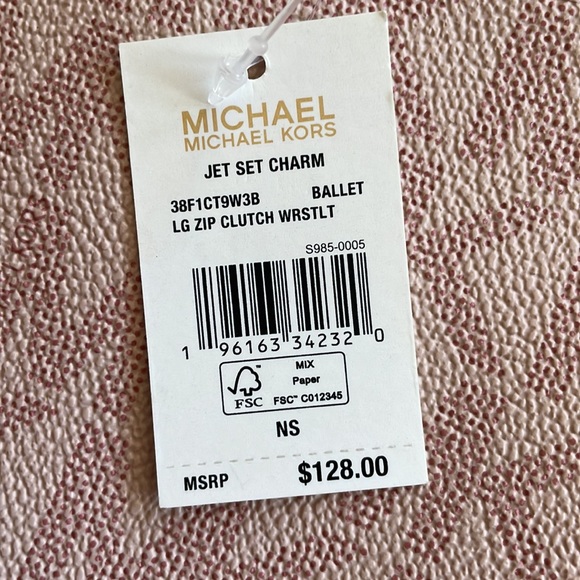 MICHAEL
MICHAEL KORS
JET SET CHARM
38F1CT9W3B BALLET
LG ZIP CLUTCH WRSTLT
S985-0005
1 96163 34232 0
FSC™
MIX
Paper
FSC™ C012345
NS
MSRP $128.00